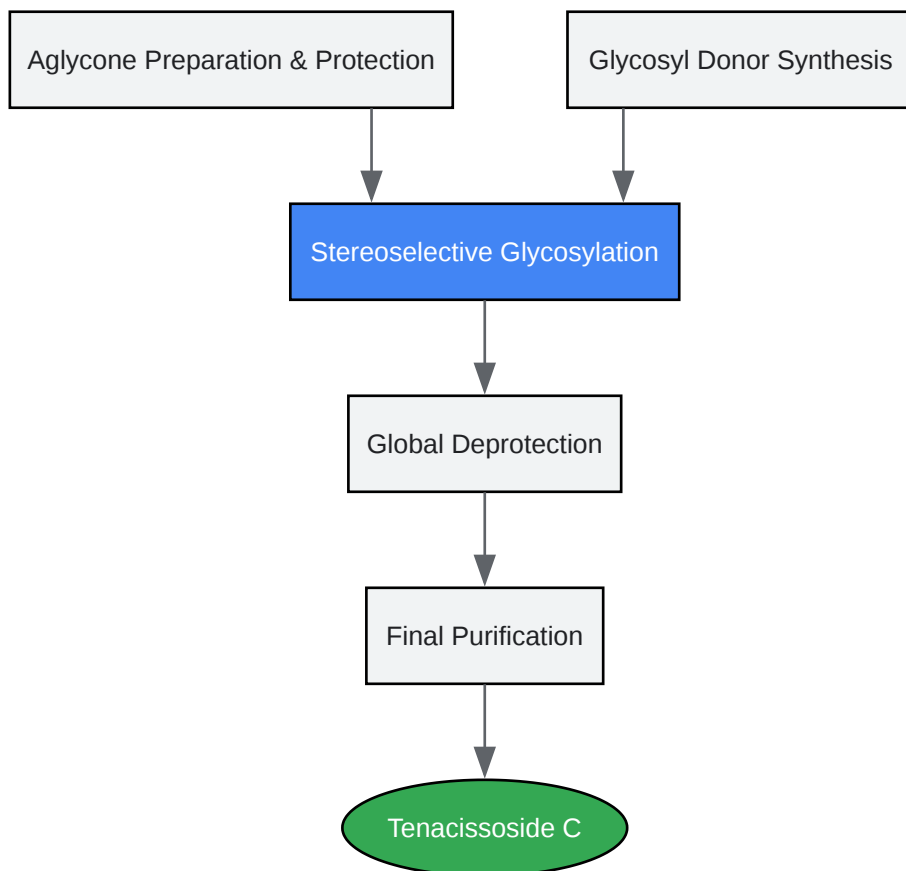 Aglycone Preparation & Protection
Glycosyl Donor Synthesis
Stereoselective Glycosylation
Global Deprotection
Final Purification
Tenacissoside C